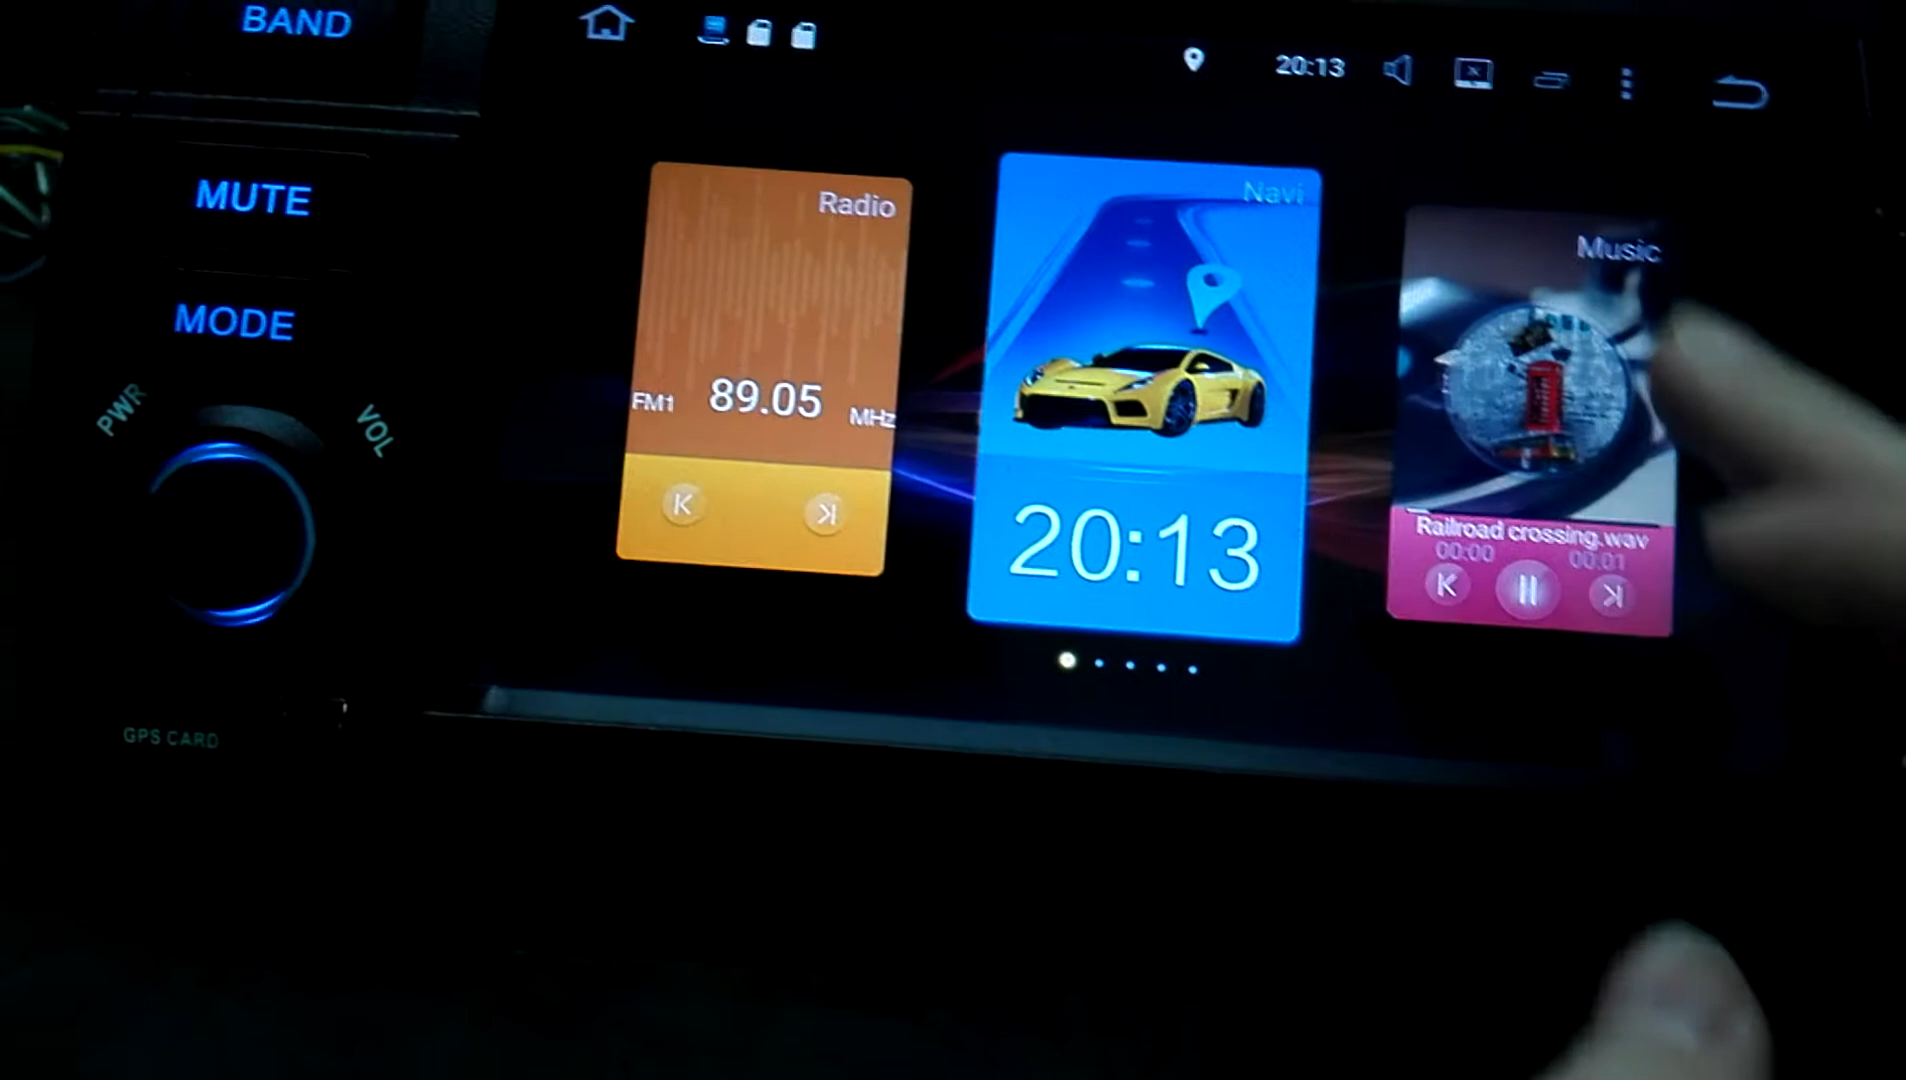 BAND
20:13
MUTE
MODE
PWR
VOL
GPS CARD
Radio
FM1 89.05 MHz
Navi
20:13
Music
Railroad crossing.wav
00:00 00:01